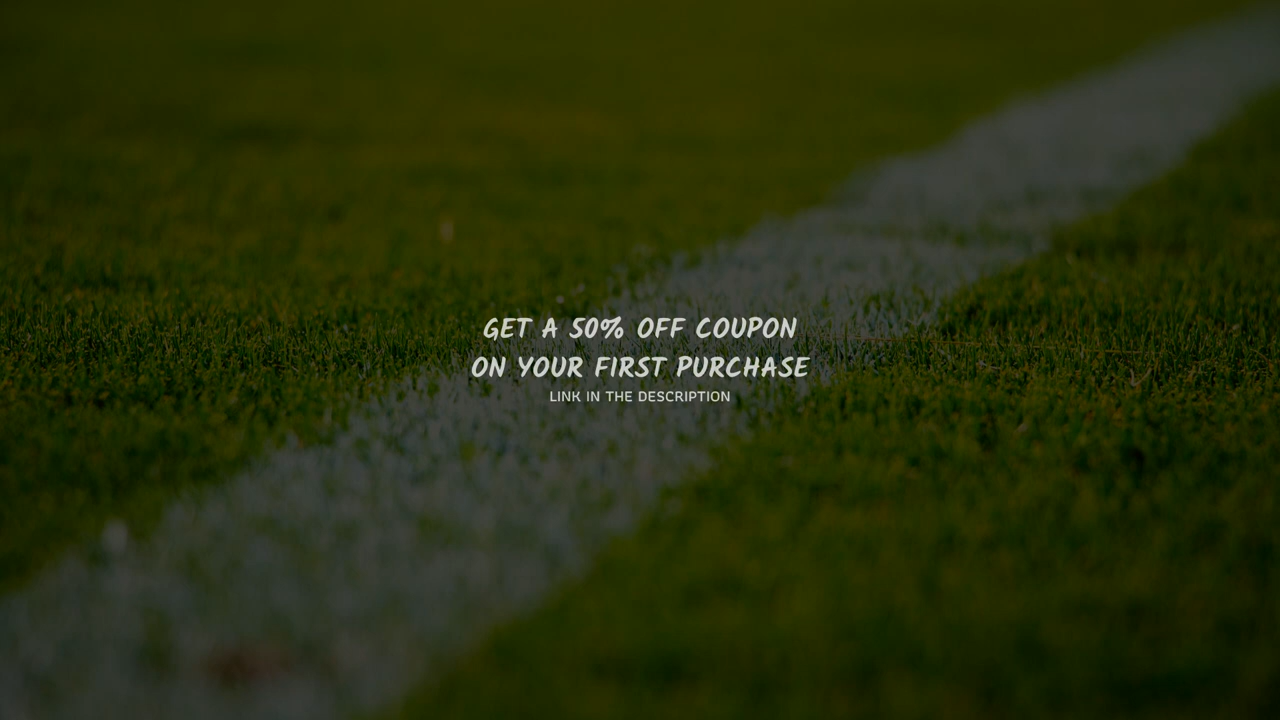 GET A 50% OFF COUPON
ON YOUR FIRST PURCHASE
LINK IN THE DESCRIPTION